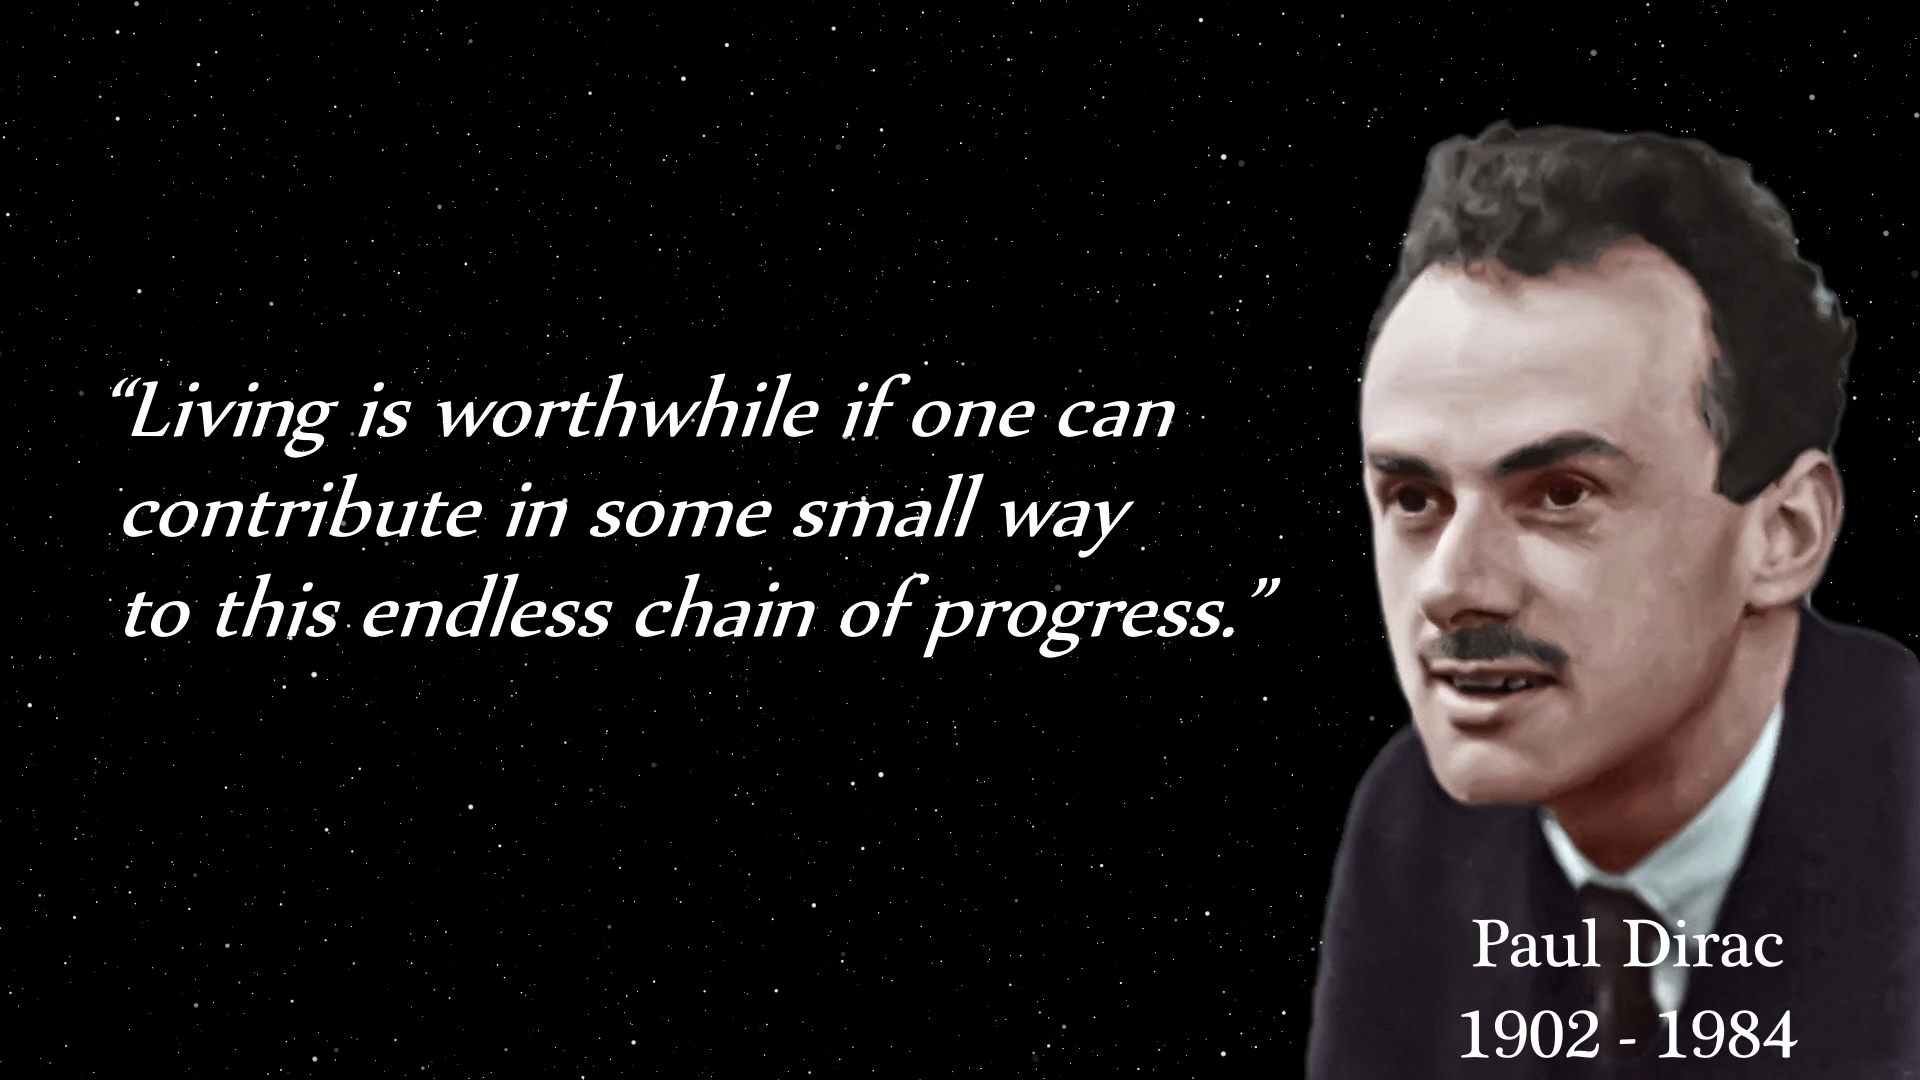 “Living is worthwhile if one can
contribute in some small way
to this endless chain of progress.”
Paul Dirac
1902 - 1984